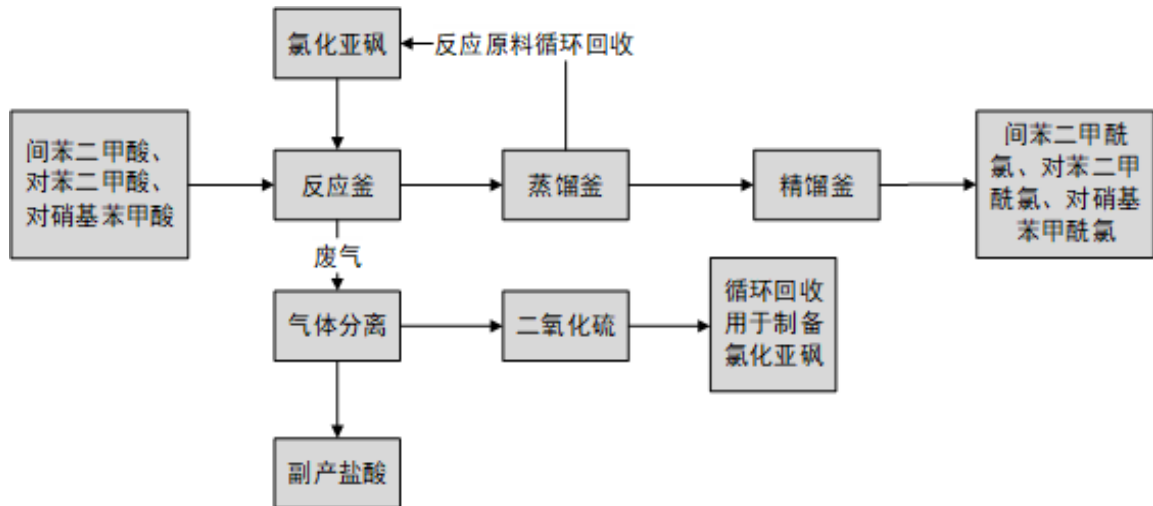 氯化亚砜
反应原料循环回收
间苯二甲酸、
对苯二甲酸、
对硝基苯甲酸
反应釜
蒸馏釜
精馏釜
间苯二甲酰
氯、对苯二甲
酰氯、对硝基
苯甲酰氯
废气
气体分离
二氧化硫
循环回收
用于制备
氯化亚砜
副产盐酸